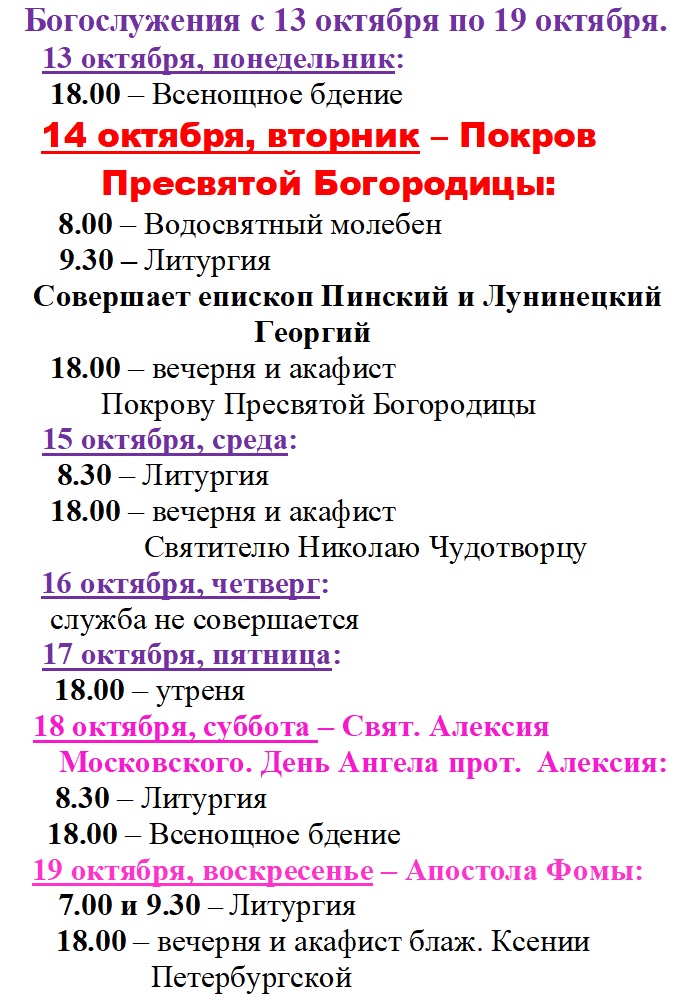 Богослужения с 13 октября по 19 октября.
13 октября, понедельник:
18.00 – Всенощное бдение
14 октября, вторник – Покров
Пресвятой Богородицы:
8.00 – Водосвятный молебен
9.30 – Литургия
Совершает епископ Пинский и Лунинецкий
Георгий
18.00 – вечерня и акафист
Покрову Пресвятой Богородицы
15 октября, среда:
8.30 – Литургия
18.00 – вечерня и акафист
Святителю Николаю Чудотворцу
16 октября, четверг:
служба не совершается
17 октября, пятница:
18.00 – утреня
18 октября, суббота – Свят. Алексия
Московского. День Ангела прот. Алексия:
8.30 – Литургия
18.00 – Всенощное бдение
19 октября, воскресенье – Апостола Фомы:
7.00 и 9.30 – Литургия
18.00 – вечерня и акафист блаж. Ксении
Петербургской